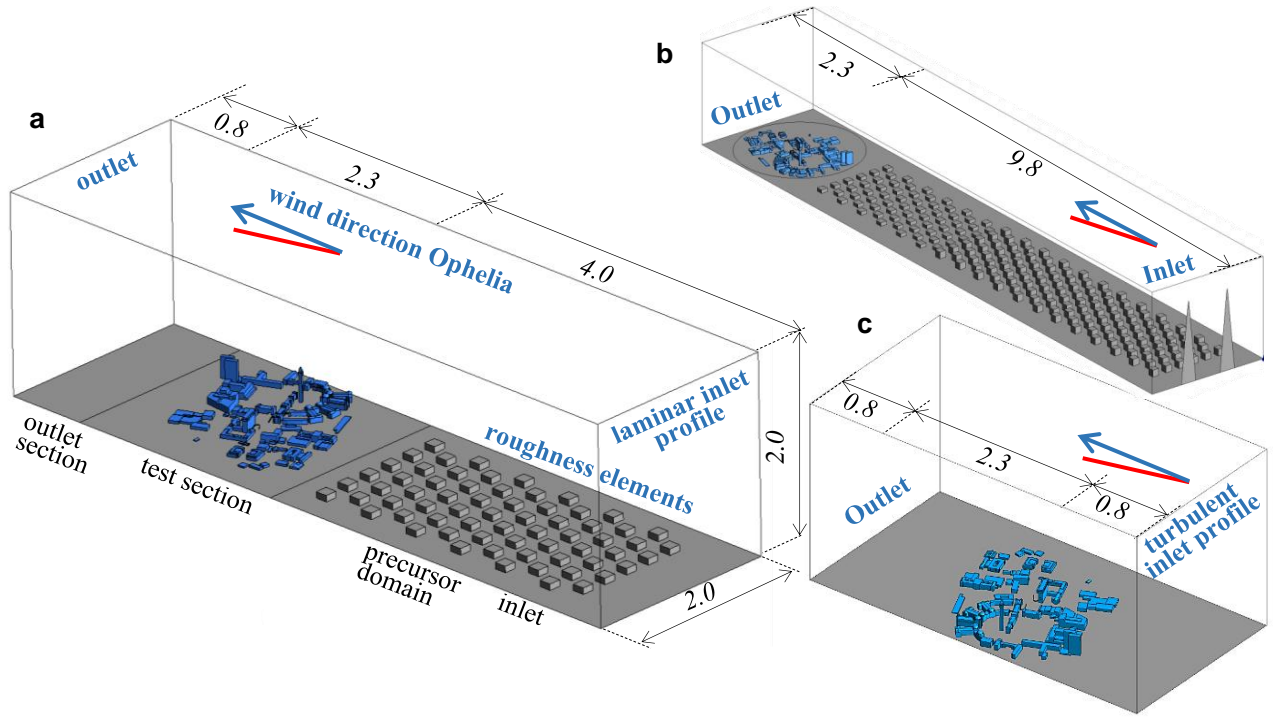 a
0.8
2.3
4.0
outlet
wind direction Ophelia
laminar inlet
profile
2.0
roughness elements
outlet
section
test section
precursor
domain
inlet
2.0
b
2.3
9.8
Outlet
Inlet
c
0.8
2.3
0.8
Outlet
turbulent
inlet profile